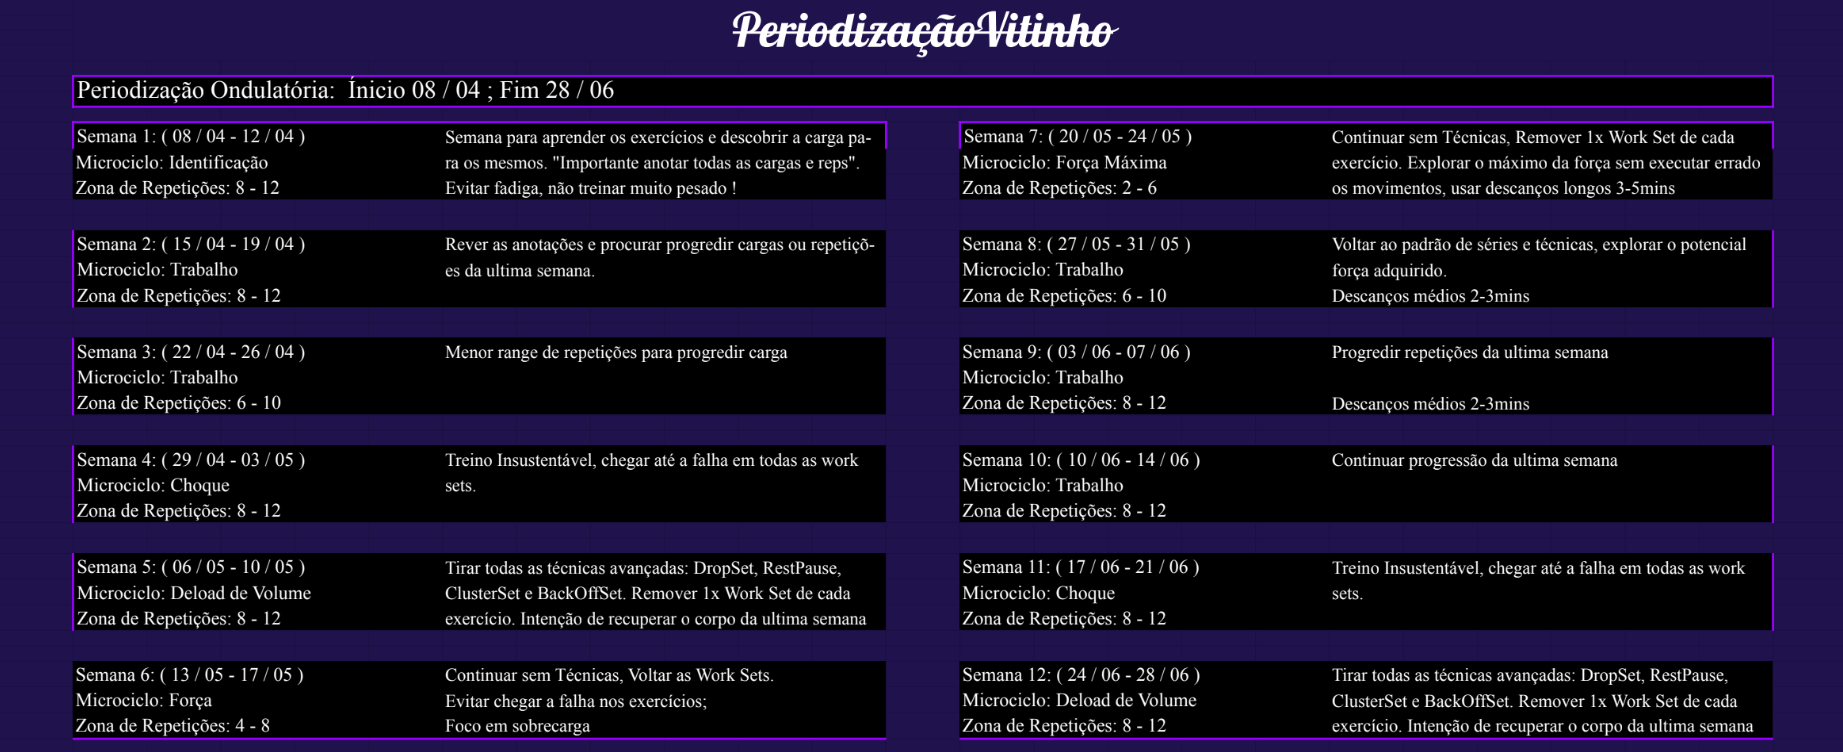 PeriodizaçãoVitinho
Periodização Ondulatória:  Ínicio 08 / 04 ; Fim 28 / 06
Semana 1: ( 08 / 04 - 12 / 04 )
Microciclo: Identificação
Zona de Repetições: 8 - 12
Semana para aprender os exercícios e descobrir a carga pa-
ra os mesmos. "Importante anotar todas as cargas e reps".
Evitar fadiga, não treinar muito pesado !
Semana 2: ( 15 / 04 - 19 / 04 )
Microciclo: Trabalho
Zona de Repetições: 8 - 12
Rever as anotações e procurar progredir cargas ou repetiçõ-
es da ultima semana.
Semana 3: ( 22 / 04 - 26 / 04 )
Microciclo: Trabalho
Zona de Repetições: 6 - 10
Menor range de repetições para progredir carga
Semana 4: ( 29 / 04 - 03 / 05 )
Microciclo: Choque
Zona de Repetições: 8 - 12
Treino Insustentável, chegar até a falha em todas as work
sets.
Semana 5: ( 06 / 05 - 10 / 05 )
Microciclo: Deload de Volume
Zona de Repetições: 8 - 12
Tirar todas as técnicas avançadas: DropSet, RestPause,
ClusterSet e BackOffSet. Remover 1x Work Set de cada
exercício. Intenção de recuperar o corpo da ultima semana
Semana 6: ( 13 / 05 - 17 / 05 )
Microciclo: Força
Zona de Repetições: 4 - 8
Continuar sem Técnicas, Voltar as Work Sets.
Evitar chegar a falha nos exercícios;
Foco em sobrecarga
Semana 7: ( 20 / 05 - 24 / 05 )
Microciclo: Força Máxima
Zona de Repetições: 2 - 6
Continuar sem Técnicas, Remover 1x Work Set de cada
exercício. Explorar o máximo da força sem executar errado
os movimentos, usar descanços longos 3-5mins
Semana 8: ( 27 / 05 - 31 / 05 )
Microciclo: Trabalho
Zona de Repetições: 6 - 10
Voltar ao padrão de séries e técnicas, explorar o potencial
força adquirido.
Descanços médios 2-3mins
Semana 9: ( 03 / 06 - 07 / 06 )
Microciclo: Trabalho
Zona de Repetições: 8 - 12
Progredir repetições da ultima semana
Descanços médios 2-3mins
Semana 10: ( 10 / 06 - 14 / 06 )
Microciclo: Trabalho
Zona de Repetições: 8 - 12
Continuar progressão da ultima semana
Semana 11: ( 17 / 06 - 21 / 06 )
Microciclo: Choque
Zona de Repetições: 8 - 12
Treino Insustentável, chegar até a falha em todas as work
sets.
Semana 12: ( 24 / 06 - 28 / 06 )
Microciclo: Deload de Volume
Zona de Repetições: 8 - 12
Tirar todas as técnicas avançadas: DropSet, RestPause,
ClusterSet e BackOffSet. Remover 1x Work Set de cada
exercício. Intenção de recuperar o corpo da ultima semana